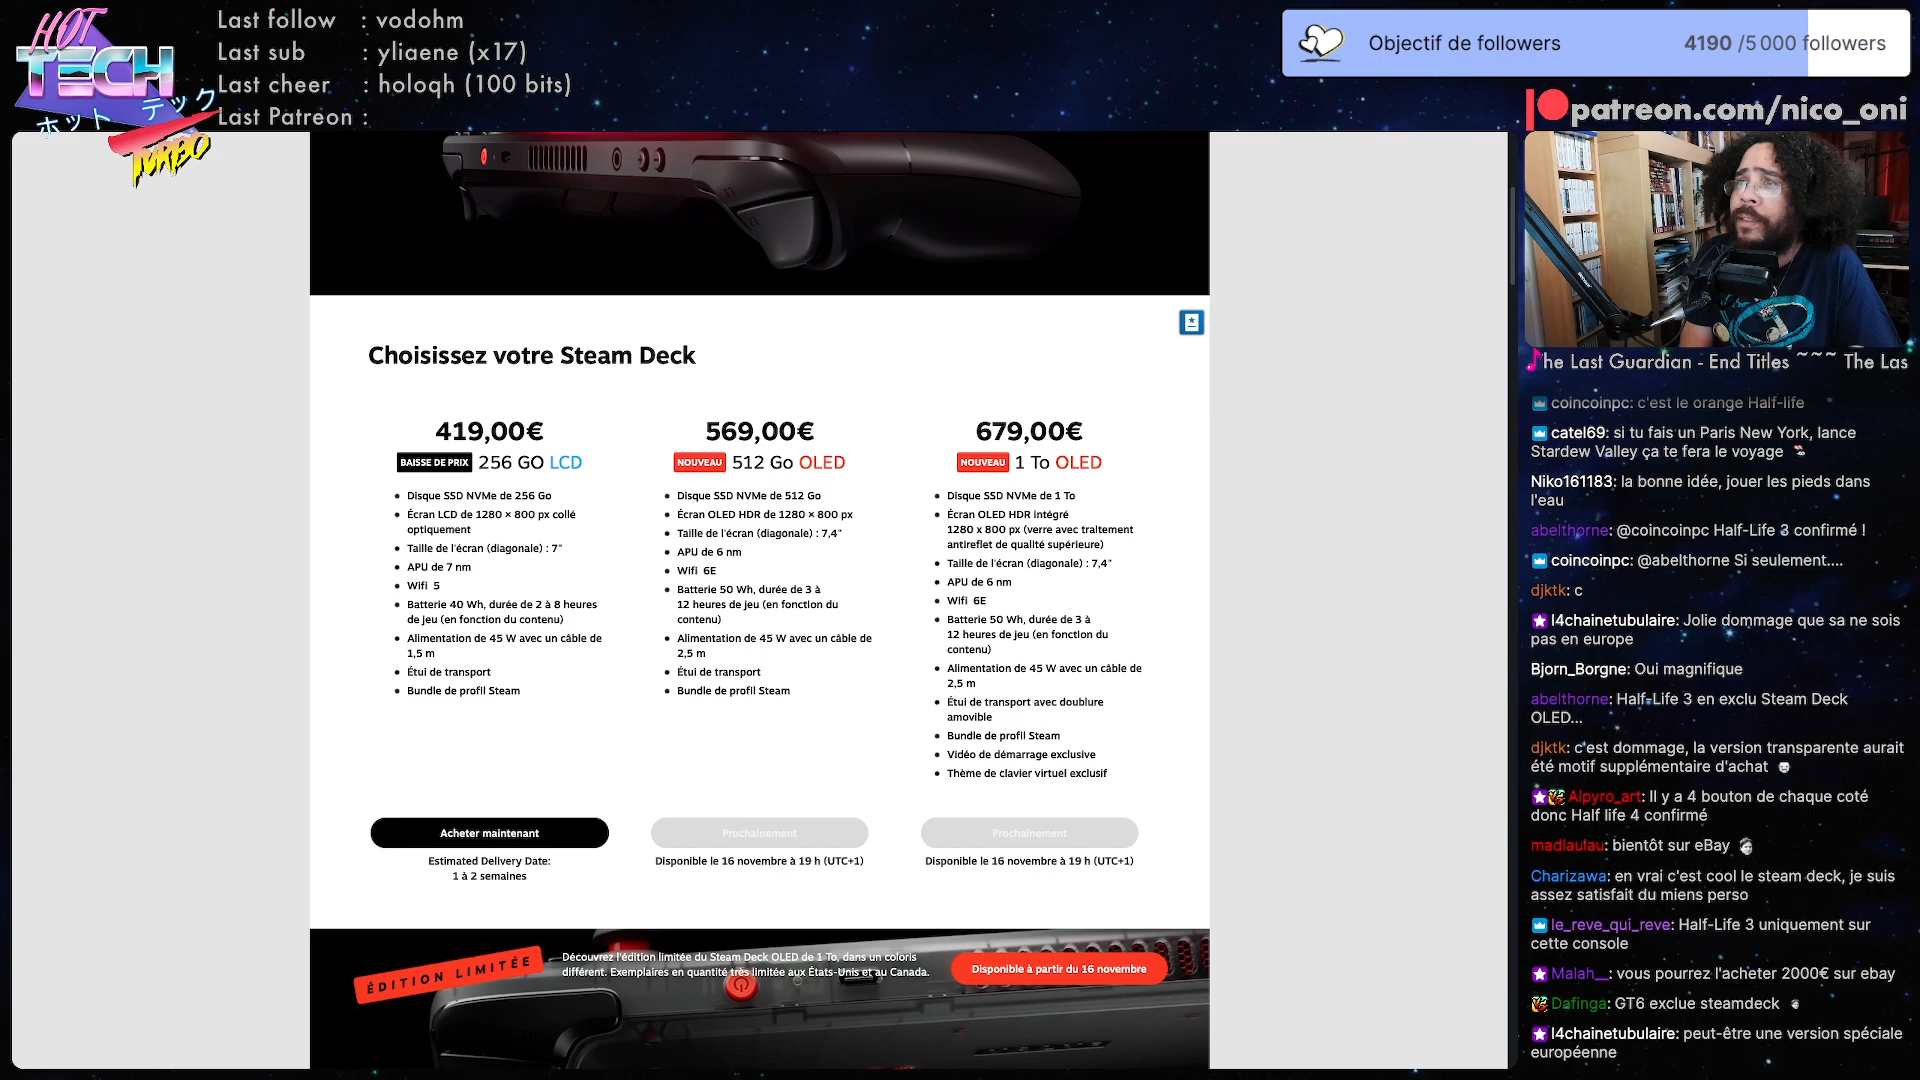 HOT
TECH
ホット テック
TURBO
Last follow : vodohm
Last sub : yliaene (x17)
Last cheer : holoqh (100 bits)
Last Patreon :
Objectif de followers 4190 /5 000 followers
patreon.com/nico_oni
he Last Guardian - End Titles ~~~ The Las
Choisissez votre Steam Deck
419,00€
BAISSE DE PRIX 256 GO LCD
• Disque SSD NVMe de 256 Go
• Écran LCD de 1280 × 800 px collé
optiquement
• Taille de l'écran (diagonale) : 7"
• APU de 7 nm
• Wifi 5
• Batterie 40 Wh, durée de 2 à 8 heures
de jeu (en fonction du contenu)
• Alimentation de 45 W avec un câble de
1,5 m
• Étui de transport
• Bundle de profil Steam
Acheter maintenant
Estimated Delivery Date:
1 à 2 semaines
569,00€
NOUVEAU 512 Go OLED
• Disque SSD NVMe de 512 Go
• Écran OLED HDR de 1280 × 800 px
• Taille de l'écran (diagonale) : 7,4"
• APU de 6 nm
• Wifi 6E
• Batterie 50 Wh, durée de 3 à
12 heures de jeu (en fonction du
contenu)
• Alimentation de 45 W avec un câble de
2,5 m
• Étui de transport
• Bundle de profil Steam
Prochainement
Disponible le 16 novembre à 19 h (UTC+1)
679,00€
NOUVEAU 1 To OLED
• Disque SSD NVMe de 1 To
• Écran OLED HDR intégré
1280 x 800 px (verre avec traitement
antireflet de qualité supérieure)
• Taille de l'écran (diagonale) : 7,4"
• APU de 6 nm
• Wifi 6E
• Batterie 50 Wh, durée de 3 à
12 heures de jeu (en fonction du
contenu)
• Alimentation de 45 W avec un câble de
2,5 m
• Étui de transport avec doublure
amovible
• Bundle de profil Steam
• Vidéo de démarrage exclusive
• Thème de clavier virtuel exclusif
Prochainement
Disponible le 16 novembre à 19 h (UTC+1)
ÉDITION LIMITÉE
Découvrez l'édition limitée du Steam Deck OLED de 1 To, dans un coloris
différent. Exemplaires en quantité très limitée aux États-Unis et au Canada.
Disponible à partir du 16 novembre
coincoinpc: c'est le orange Half-life
catel69: si tu fais un Paris New York, lance
Stardew Valley ça te fera le voyage
Niko161183: la bonne idée, jouer les pieds dans
l'eau
abelthorne: @coincoinpc Half-Life 3 confirmé !
coincoinpc: @abelthorne Si seulement....
djktk: c
l4chainetubulaire: Jolie dommage que sa ne sois
pas en europe
Bjorn_Borgne: Oui magnifique
abelthorne: Half-Life 3 en exclu Steam Deck
OLED...
djktk: c'est dommage, la version transparente aurait
été motif supplémentaire d'achat
Alpyro_art: Il y a 4 bouton de chaque coté
donc Half life 4 confirmé
madlaulau: bientôt sur eBay
Charizawa: en vrai c'est cool le steam deck, je suis
assez satisfait du miens perso
le_reve_qui_reve: Half-Life 3 uniquement sur
cette console
Malah__: vous pourrez l'acheter 2000€ sur ebay
Dafinga: GT6 exclue steamdeck
l4chainetubulaire: peut-être une version spéciale
européenne